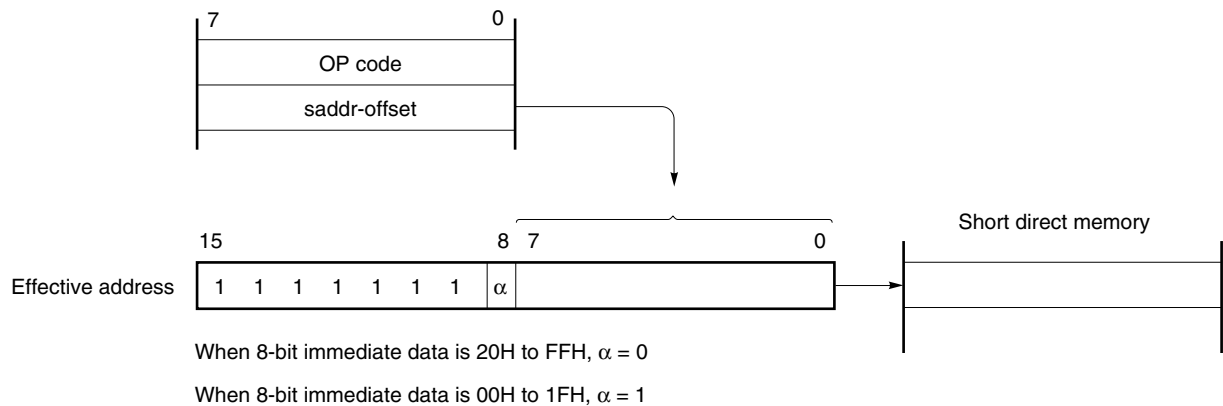 7 0
OP code
saddr-offset
Short direct memory
15 8 7 0
Effective address 1 1 1 1 1 1 1 α
When 8-bit immediate data is 20H to FFH, α = 0
When 8-bit immediate data is 00H to 1FH, α = 1